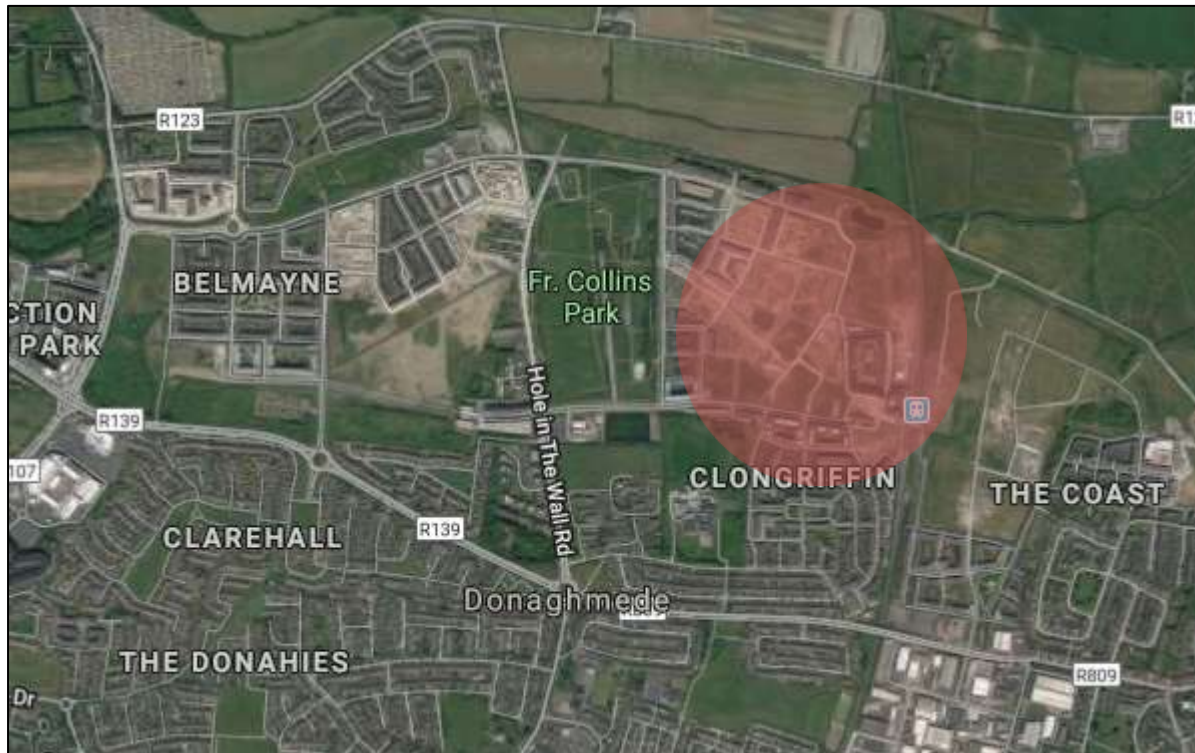 R123
BELMAYNE
Fr. Collins
Park
CTION
PARK
Hole in The Wall Rd
R139
107
CLONGRIFFIN
THE COAST
R139
CLAREHALL
Donaghmede
THE DONAHIES
R809
Dr